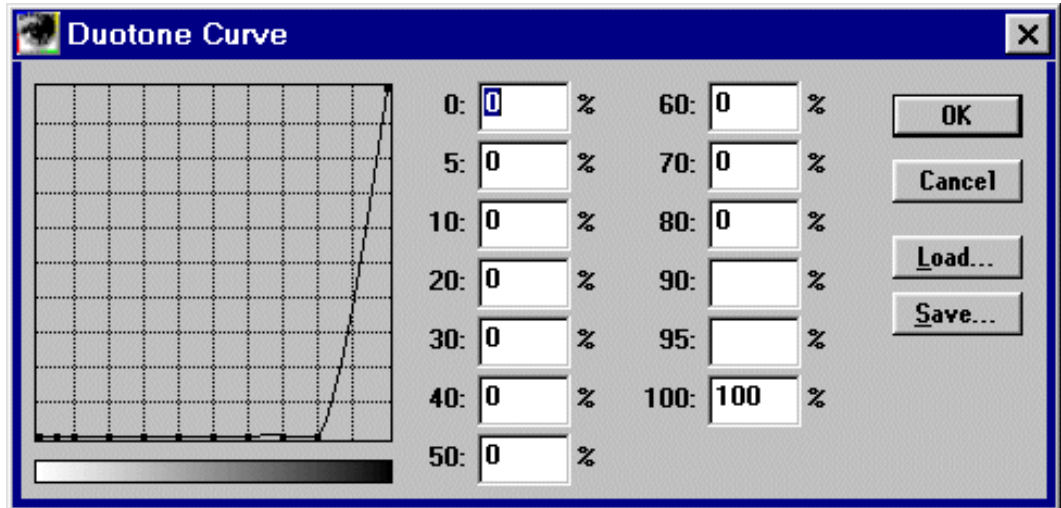 Duotone Curve
0: 0 % 60: 0 % OK
5: 0 % 70: 0 % Cancel
10: 0 % 80: 0 %
20: 0 % 90: % Load...
30: 0 % 95: % Save...
40: 0 % 100: 100 %
50: 0 %